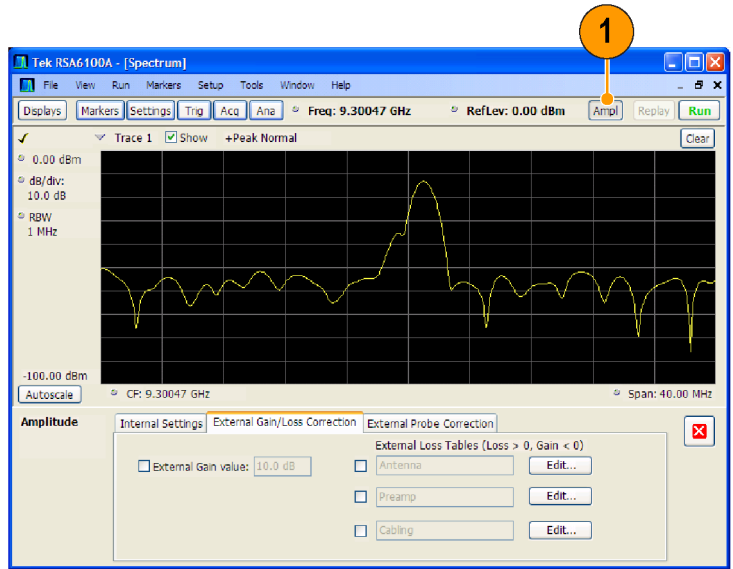 1
Tek RSA6100A - [Spectrum]
File View Run Markers Setup Tools Window Help
Displays Markers Settings Trig Acq Ana Freq: 9.30047 GHz RefLev: 0.00 dBm Ampl Replay Run
Trace 1 Show +Peak Normal Clear
0.00 dBm
dB/div:
10.0 dB
RBW
1 MHz
-100.00 dBm
Autoscale CF: 9.30047 GHz Span: 40.00 MHz
Amplitude Internal Settings External Gain/Loss Correction External Probe Correction
External Loss Tables (Loss > 0, Gain < 0)
External Gain value: 10.0 dB Antenna Edit...
Preamp Edit...
Cabling Edit...